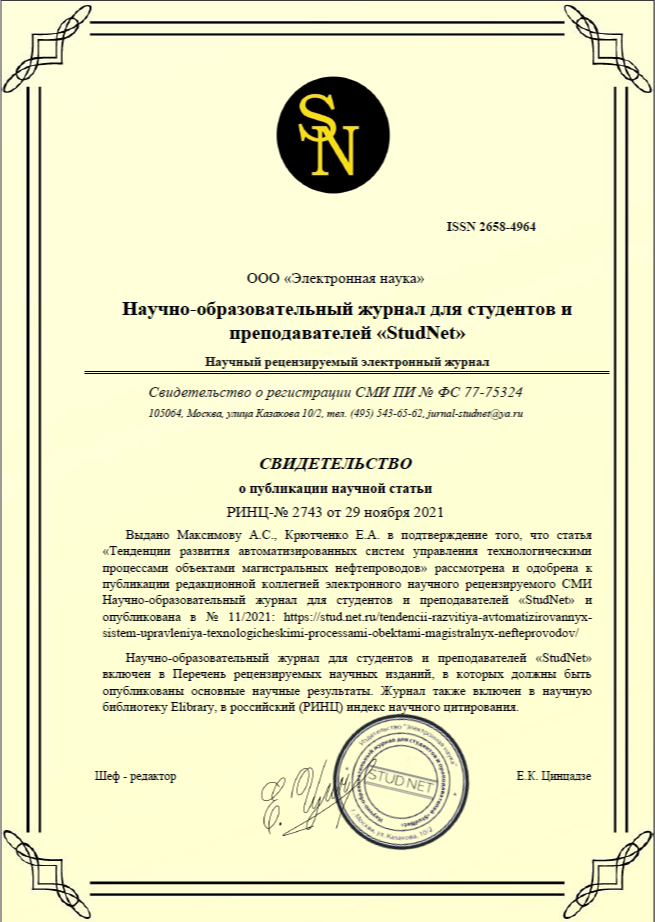 SN
ISSN 2658-4964
ООО «Электронная наука»
Научно-образовательный журнал для студентов и
преподавателей «StudNet»
Научный рецензируемый электронный журнал
Свидетельство о регистрации СМИ ПИ № ФС 77-75324
105064, Москва, улица Казакова 10/2, тел. (495) 543-65-62, jurnal-studnet@ya.ru
СВИДЕТЕЛЬСТВО
о публикации научной статьи
РИНЦ-№ 2743 от 29 ноября 2021
Выдано Максимову А.С., Крютченко Е.А. в подтверждение того, что статья
«Тенденции развития автоматизированных систем управления технологическими
процессами объектами магистральных нефтепроводов» рассмотрена и одобрена к
публикации редакционной коллегией электронного научного рецензируемого СМИ
Научно-образовательный журнал для студентов и преподавателей «StudNet» и
опубликована в № 11/2021: https://stud.net.ru/tendencii-razvitiya-avtomatizirovannyx-
sistem-upravleniya-texnologicheskimi-processami-obektami-magistralnyx-nefteprovodov/
Научно-образовательный журнал для студентов и преподавателей «StudNet»
включен в Перечень рецензируемых научных изданий, в которых должны быть
опубликованы основные научные результаты. Журнал также включен в научную
библиотеку Elibrary, в российский (РИНЦ) индекс научного цитирования.
Шеф - редактор
Издательство "Электронная наука"
STUD NET
г. Москва, ул. Казакова, 10/2
Е.К. Цинцадзе